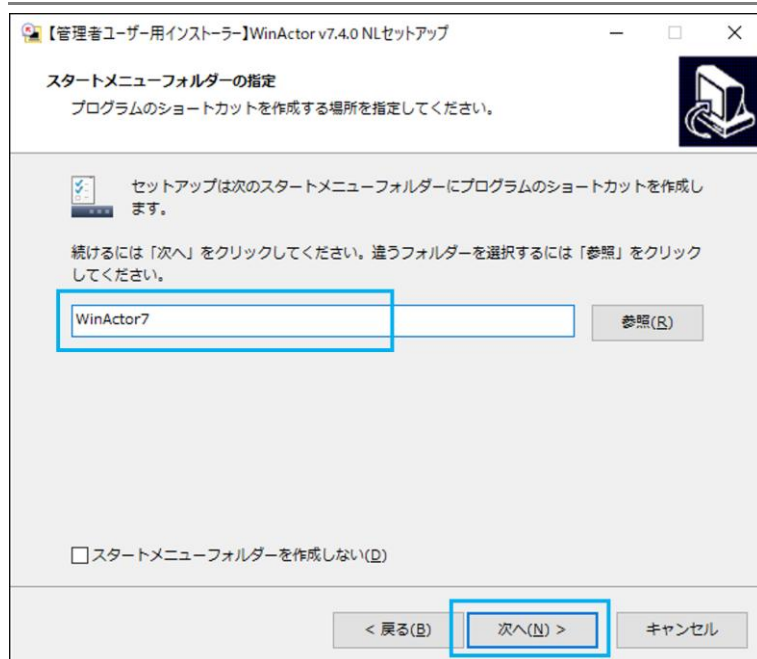 【管理者ユーザー用インストーラー】WinActor v7.4.0 NLセットアップ
スタートメニューフォルダーの指定
プログラムのショートカットを作成する場所を指定してください。
セットアップは次のスタートメニューフォルダーにプログラムのショートカットを作成し
ます。
続けるには「次へ」をクリックしてください。違うフォルダーを選択するには「参照」をクリック
してください。
WinActor7
参照(R)
スタートメニューフォルダーを作成しない(D)
< 戻る(B)
次へ(N) >
キャンセル